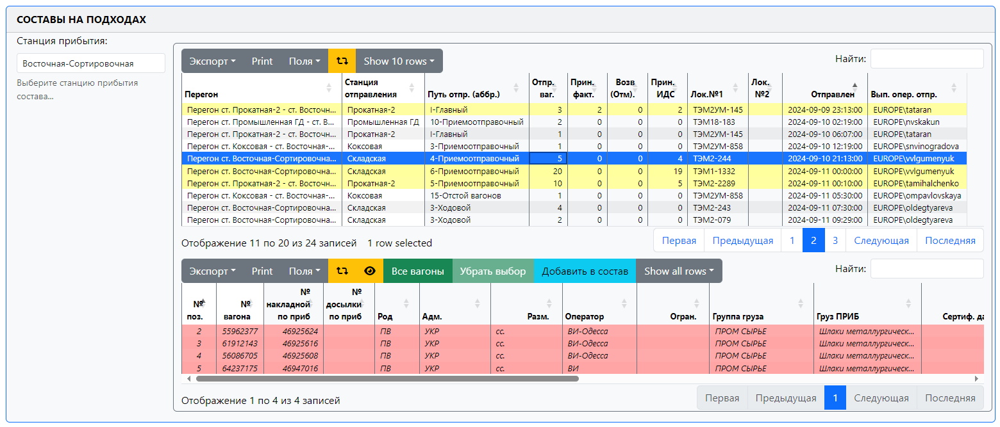 СОСТАВЫ НА ПОДХОДАХ
Станция прибытия:
Восточная-Сортировочная
Выберите станцию прибытия
состава...
Экспорт Print Поля Show 10 rows Найти:
Перегон Станция отправления Путь отпр. (аббр.) Отпр. ваг. Прин. факт. Возв (Отм). Прин. ИДС Лок.№1 Лок. №2 Отправлен Вып. опер. отпр.
Перегон ст. Прокатная-2 - ст. Восточн... Прокатная-2 I-Главный 3 2 0 2 ТЭМ2УМ-145 2024-09-09 23:13:00 EUROPE\tataran
Перегон ст. Промышленная ГД - ст. В... Промышленная ГД 10-Приемоотправочный 2 0 0 0 ТЭМ18-183 2024-09-10 02:19:00 EUROPE\nvskakun
Перегон ст. Прокатная-2 - ст. Восточн... Прокатная-2 I-Главный 1 0 0 0 ТЭМ2УМ-145 2024-09-10 06:07:00 EUROPE\tataran
Перегон ст. Коксовая - ст. Восточная-... Коксовая 3-Приемоотправочный 1 0 0 0 ТЭМ2УМ-858 2024-09-10 12:19:00 EUROPE\snvinogradova
Перегон ст. Восточная-Сортировочна... Складская 4-Приемоотправочный 5 0 0 4 ТЭМ2-244 2024-09-10 21:13:00 EUROPE\vvlgumenyuk
Перегон ст. Восточная-Сортировочна... Складская 6-Приемоотправочный 20 0 0 19 ТЭМ1-1332 2024-09-11 00:00:00 EUROPE\vvlgumenyuk
Перегон ст. Прокатная-2 - ст. Восточн... Прокатная-2 5-Приемоотправочный 10 0 0 5 ТЭМ2-2289 2024-09-11 00:10:00 EUROPE\tamihalchenko
Перегон ст. Коксовая - ст. Восточная-... Коксовая 15-Отстой вагонов 1 0 0 0 ТЭМ2УМ-858 2024-09-11 05:30:00 EUROPE\ompavlovskaya
Перегон ст. Восточная-Сортировочна... Складская 3-Ходовой 4 0 0 0 ТЭМ2-243 2024-09-11 07:30:00 EUROPE\oldegtyareva
Перегон ст. Восточная-Сортировочна... Складская 3-Ходовой 2 0 0 0 ТЭМ2-079 2024-09-11 09:29:00 EUROPE\oldegtyareva
Отображение 11 по 20 из 24 записей 1 row selected Первая Предыдущая 1 2 3 Следующая Последняя
Экспорт Print Поля Все вагоны Убрать выбор Добавить в состав Show all rows Найти:
№ поз. № вагона № накладной по приб № досылки по приб Род Адм. Разм. Оператор Огран. Группа груза Груз ПРИБ Сертиф. да
2 55962377 46925624 ПВ УКР сс. ВИ-Одесса ПРОМ СЫРЬЕ Шлаки металлургическ...
3 61912143 46925616 ПВ УКР сс. ВИ-Одесса ПРОМ СЫРЬЕ Шлаки металлургическ...
4 56086705 46925608 ПВ УКР сс. ВИ-Одесса ПРОМ СЫРЬЕ Шлаки металлургическ...
5 64237175 46947016 ПВ УКР сс. ВИ ПРОМ СЫРЬЕ Шлаки металлургическ...
Отображение 1 по 4 из 4 записей Первая Предыдущая 1 Следующая Последняя